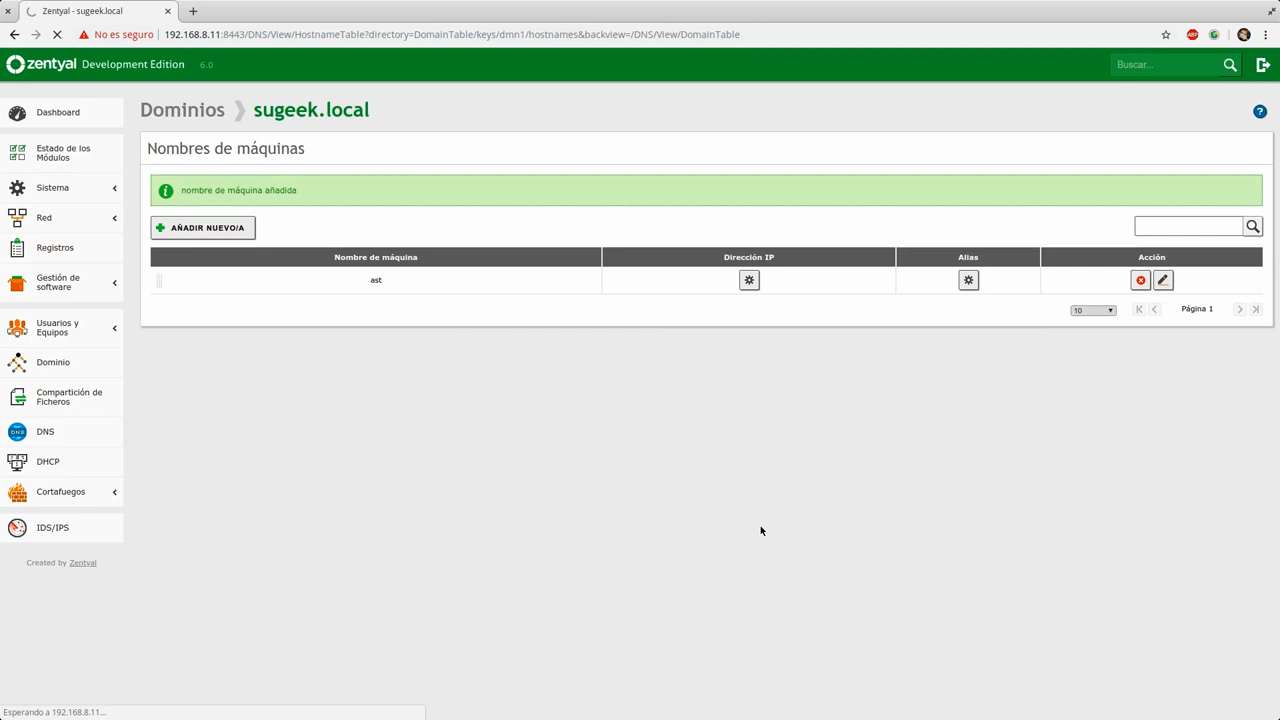 Zentyal - sugeek.local
No es seguro
192.168.8.11:8443/DNS/View/HostnameTable?directory=DomainTable/keys/dmn1/hostnames&backview=/DNS/View/DomainTable
ABP
zentyal Development Edition 6.0
Buscar...
Dashboard
Estado de los
Módulos
Sistema
Red
Registros
Gestión de
software
Usuarios y
Equipos
Dominio
Compartición de
Ficheros
DNS
DNS
DHCP
Cortafuegos
IDS/IPS
Created by Zentyal
Dominios sugeek.local
?
Nombres de máquinas
nombre de máquina añadida
AÑADIR NUEVO/A
Nombre de máquina Dirección IP Alias Acción
ast
10 Página 1
Esperando a 192.168.8.11...